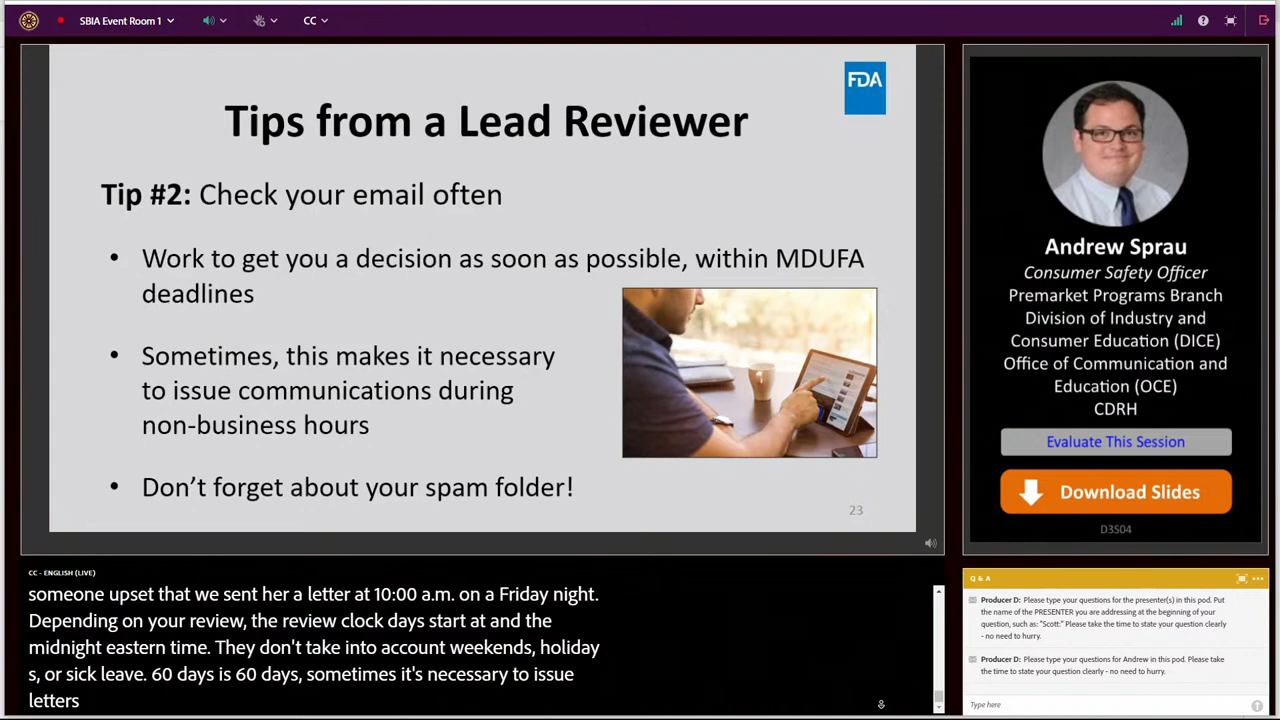 SBIA Event Room 1
CC
FDA
Tips from a Lead Reviewer
Tip #2: Check your email often
• Work to get you a decision as soon as possible, within MDUFA
deadlines
• Sometimes, this makes it necessary
to issue communications during
non-business hours
• Don’t forget about your spam folder!
23
Andrew Sprau
Consumer Safety Officer
Premarket Programs Branch
Division of Industry and
Consumer Education (DICE)
Office of Communication and
Education (OCE)
CDRH
Evaluate This Session
Download Slides
D3S04
CC - ENGLISH (LIVE)
someone upset that we sent her a letter at 10:00 a.m. on a Friday night.
Depending on your review, the review clock days start at and the
midnight eastern time. They don't take into account weekends, holiday
s, or sick leave. 60 days is 60 days, sometimes it's necessary to issue
letters
Q & A
Producer D: Please type your questions for the presenter(s) in this pod. Put
the name of the PRESENTER you are addressing at the beginning of your
question, such as: "Scott:" Please take the time to state your question clearly
- no need to hurry.
Producer D: Please type your questions for Andrew in this pod. Please take
the time to state your question clearly - no need to hurry.
Type here